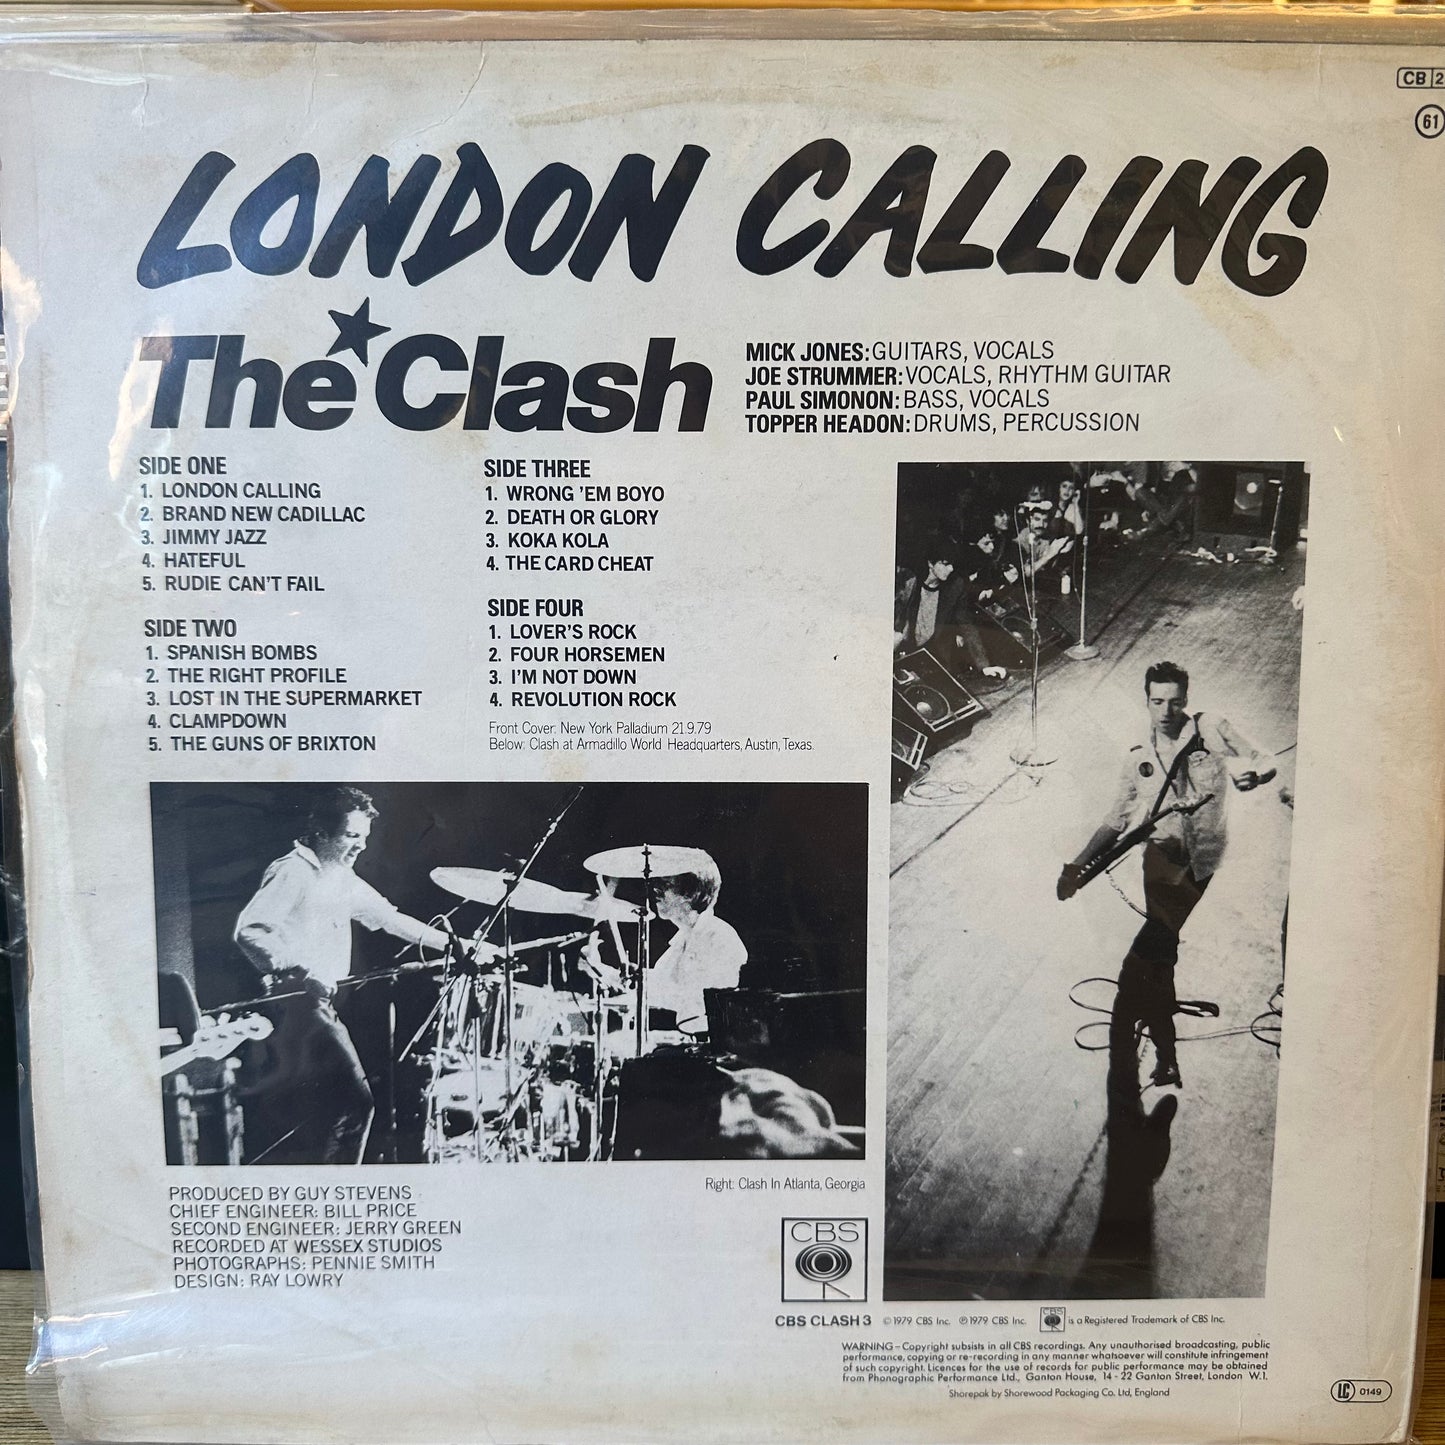 CB 2
61
LONDON CALLING
The Clash
MICK JONES: GUITARS, VOCALS
JOE STRUMMER: VOCALS, RHYTHM GUITAR
PAUL SIMONON: BASS, VOCALS
TOPPER HEADON: DRUMS, PERCUSSION
SIDE ONE
1. LONDON CALLING
2. BRAND NEW CADILLAC
3. JIMMY JAZZ
4. HATEFUL
5. RUDIE CAN'T FAIL
SIDE TWO
1. SPANISH BOMBS
2. THE RIGHT PROFILE
3. LOST IN THE SUPERMARKET
4. CLAMPDOWN
5. THE GUNS OF BRIXTON
SIDE THREE
1. WRONG 'EM BOYO
2. DEATH OR GLORY
3. KOKA KOLA
4. THE CARD CHEAT
SIDE FOUR
1. LOVER'S ROCK
2. FOUR HORSEMEN
3. I'M NOT DOWN
4. REVOLUTION ROCK
Front Cover: New York Palladium 21.9.79
Below: Clash at Armadillo World Headquarters, Austin, Texas.
Right: Clash In Atlanta, Georgia
PRODUCED BY GUY STEVENS
CHIEF ENGINEER: BILL PRICE
SECOND ENGINEER: JERRY GREEN
RECORDED AT WESSEX STUDIOS
PHOTOGRAPHS: PENNIE SMITH
DESIGN: RAY LOWRY
CBS
CBS CLASH 3 © 1979 CBS Inc. ℗ 1979 CBS Inc. CBS is a Registered Trademark of CBS Inc.
WARNING – Copyright subsists in all CBS recordings. Any unauthorised broadcasting, public
performance, copying or re-recording in any manner whatsoever will constitute infringement
of such copyright. Licences for the use of records for public performance may be obtained
from Phonographic Performance Ltd., Ganton House, 14 - 22 Ganton Street, London W.1.
Shorepak by Shorewood Packaging Co. Ltd, England
LC 0149